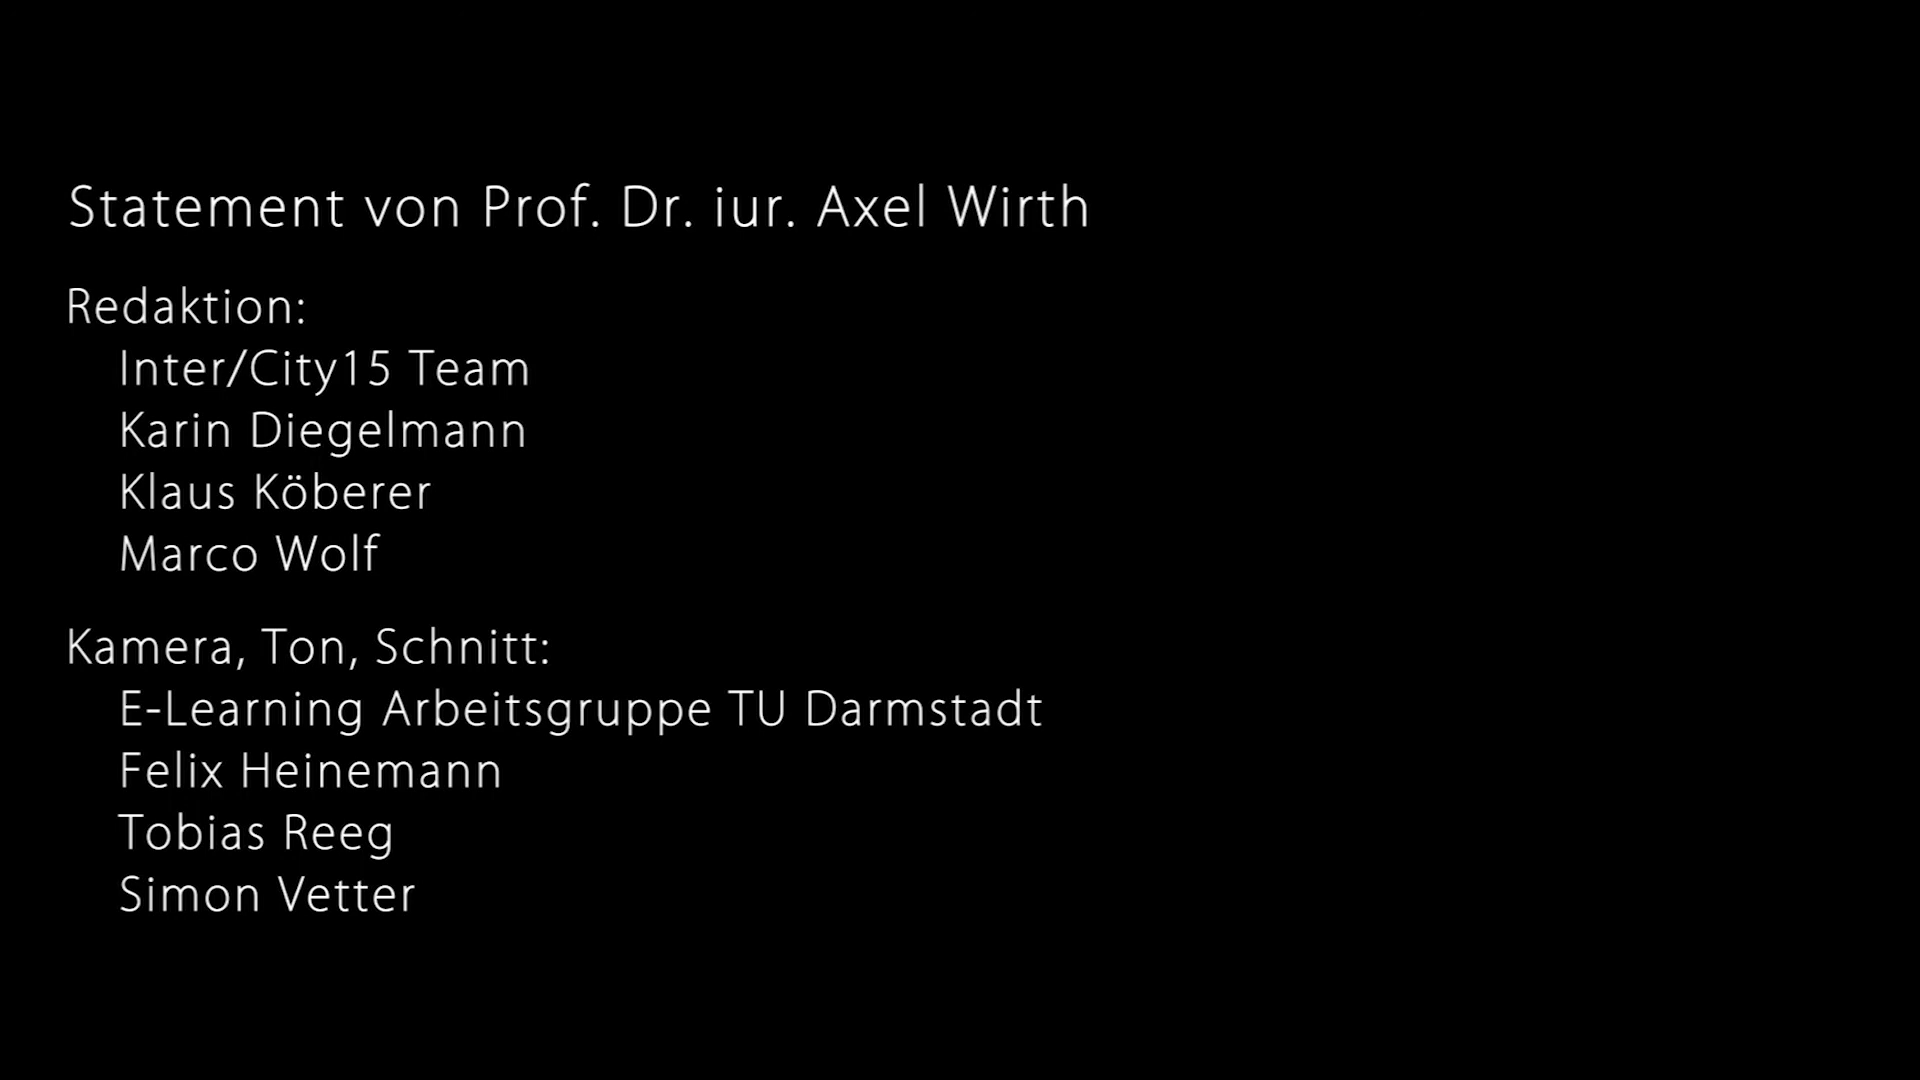 Statement von Prof. Dr. iur. Axel Wirth
Redaktion:
Inter/City15 Team
Karin Diegelmann
Klaus Köberer
Marco Wolf
Kamera, Ton, Schnitt:
E-Learning Arbeitsgruppe TU Darmstadt
Felix Heinemann
Tobias Reeg
Simon Vetter